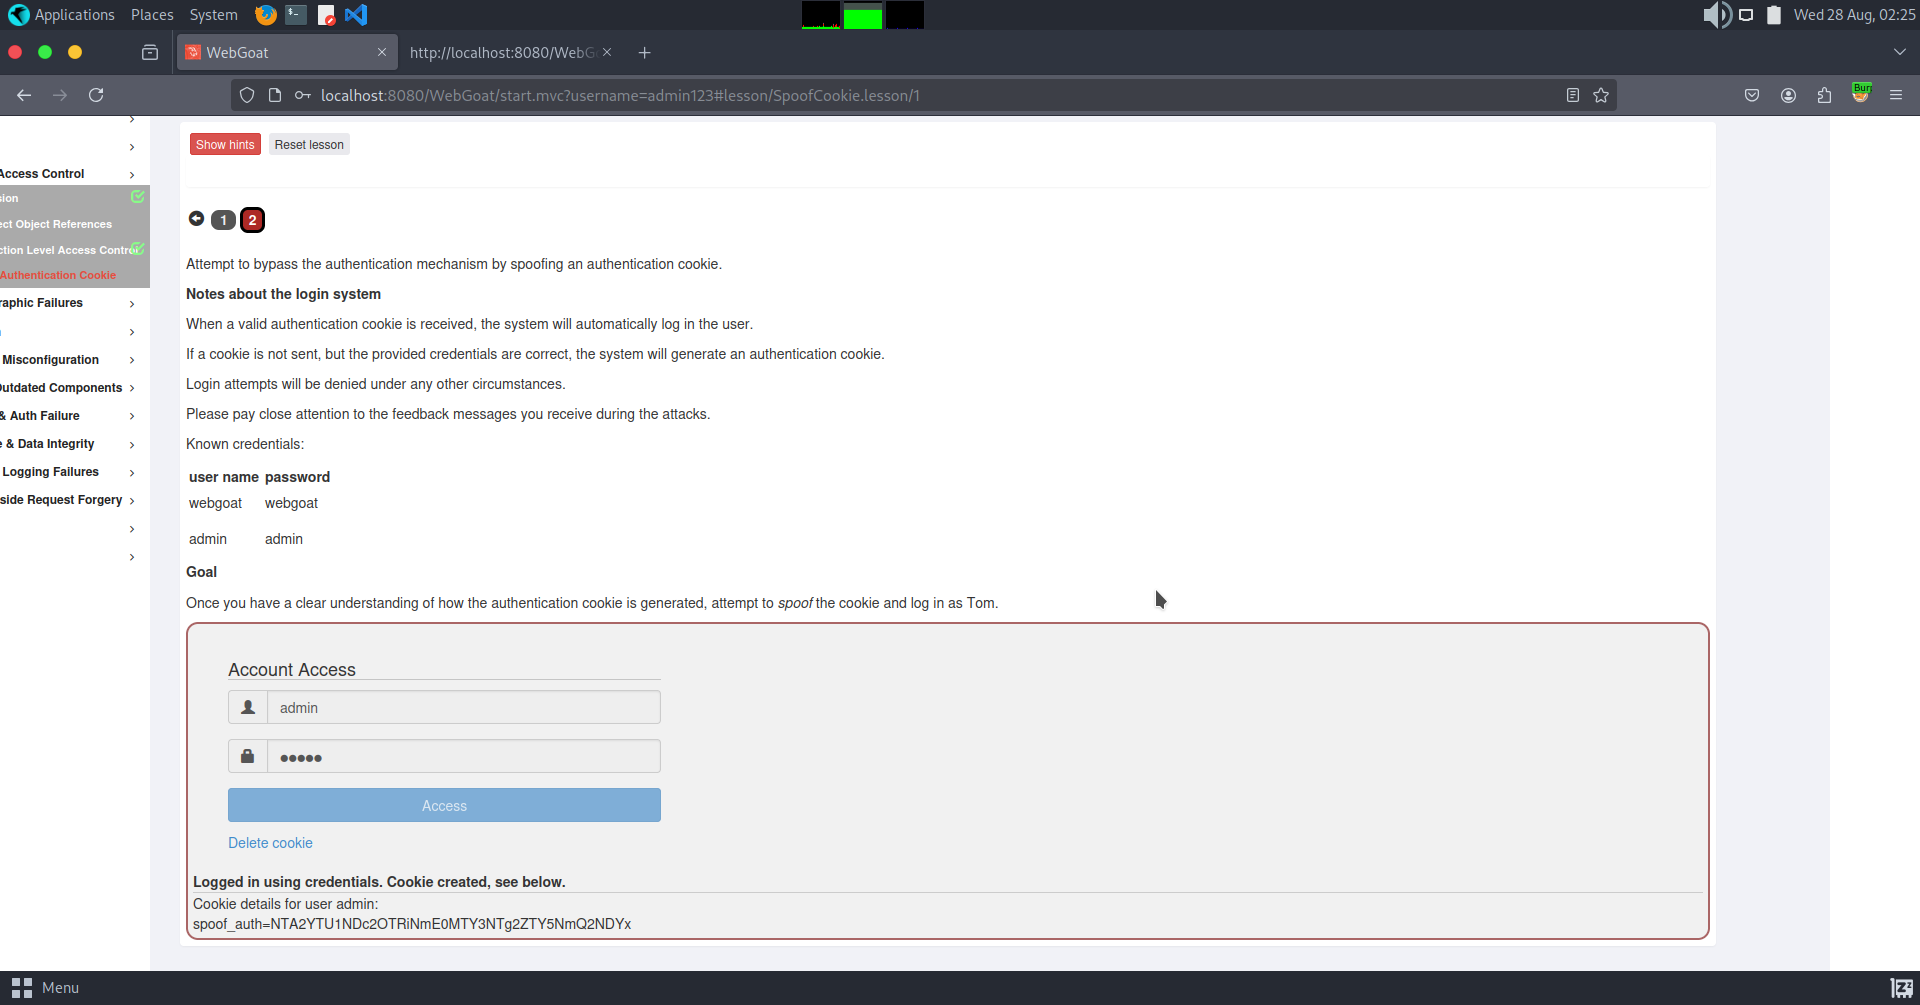 Applications Places System
Wed 28 Aug, 02:25
WebGoat
http://localhost:8080/WebG
localhost:8080/WebGoat/start.mvc?username=admin123#lesson/SpoofCookie.lesson/1
Show hints Reset lesson
Access Control
sion
ect Object References
ction Level Access Contro
Authentication Cookie
raphic Failures
n
Misconfiguration
Outdated Components
& Auth Failure
e & Data Integrity
Logging Failures
side Request Forgery
1 2
Attempt to bypass the authentication mechanism by spoofing an authentication cookie.
Notes about the login system
When a valid authentication cookie is received, the system will automatically log in the user.
If a cookie is not sent, but the provided credentials are correct, the system will generate an authentication cookie.
Login attempts will be denied under any other circumstances.
Please pay close attention to the feedback messages you receive during the attacks.
Known credentials:
user name password
webgoat webgoat
admin admin
Goal
Once you have a clear understanding of how the authentication cookie is generated, attempt to spoof the cookie and log in as Tom.
Account Access
admin
●●●●●
Access
Delete cookie
Logged in using credentials. Cookie created, see below.
Cookie details for user admin:
spoof_auth=NTA2YTU1NDc2OTRiNmE0MTY3NTg2ZTY5NmQ2NDYx
Menu